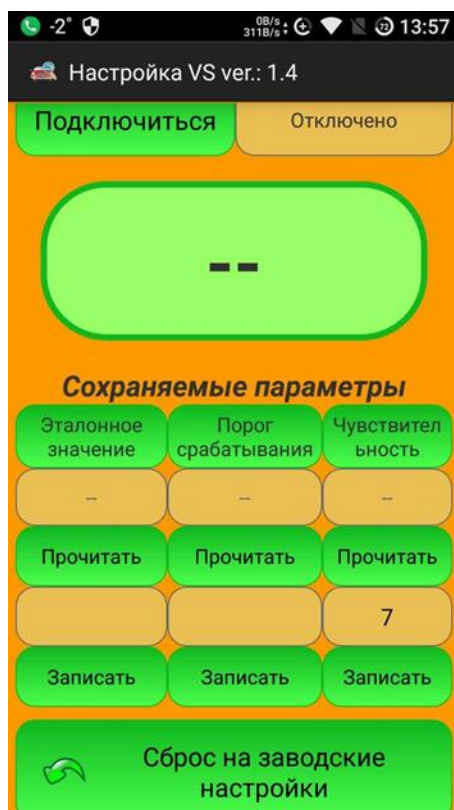 -2° 0B/s 311B/s 72 13:57
Настройка VS ver.: 1.4
Подключиться Отключено
--
Сохраняемые параметры
Эталонное Порог Чувствител
значение срабатывания ьность
-- -- --
Прочитать Прочитать Прочитать
7
Записать Записать Записать
Сброс на заводские
настройки